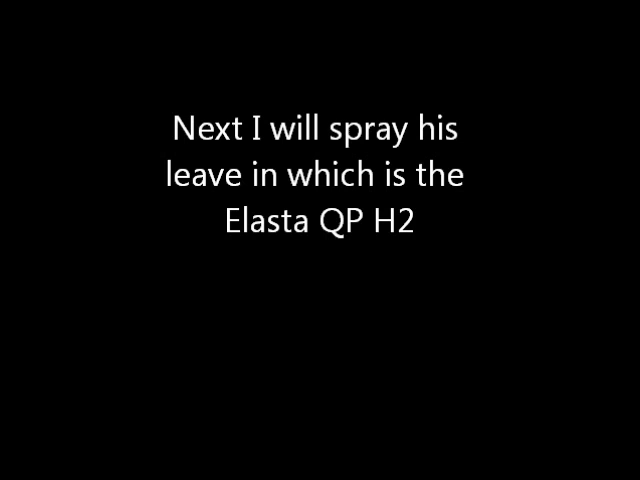 Next I will spray his
leave in which is the
Elasta QP H2